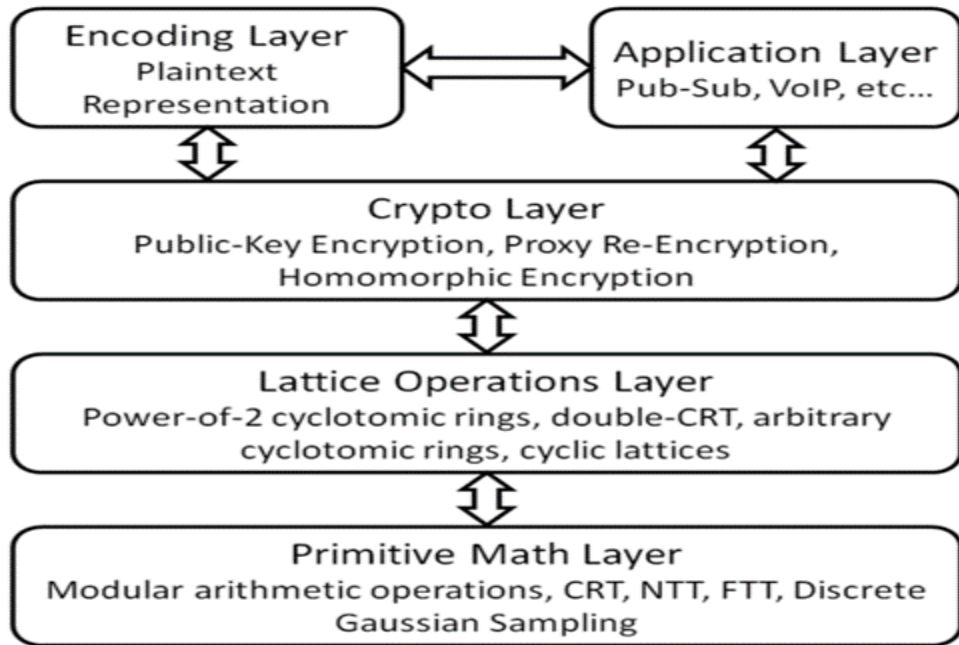 Encoding Layer
Plaintext
Representation
Application Layer
Pub-Sub, VoIP, etc...
Crypto Layer
Public-Key Encryption, Proxy Re-Encryption,
Homomorphic Encryption
Lattice Operations Layer
Power-of-2 cyclotomic rings, double-CRT, arbitrary
cyclotomic rings, cyclic lattices
Primitive Math Layer
Modular arithmetic operations, CRT, NTT, FTT, Discrete
Gaussian Sampling